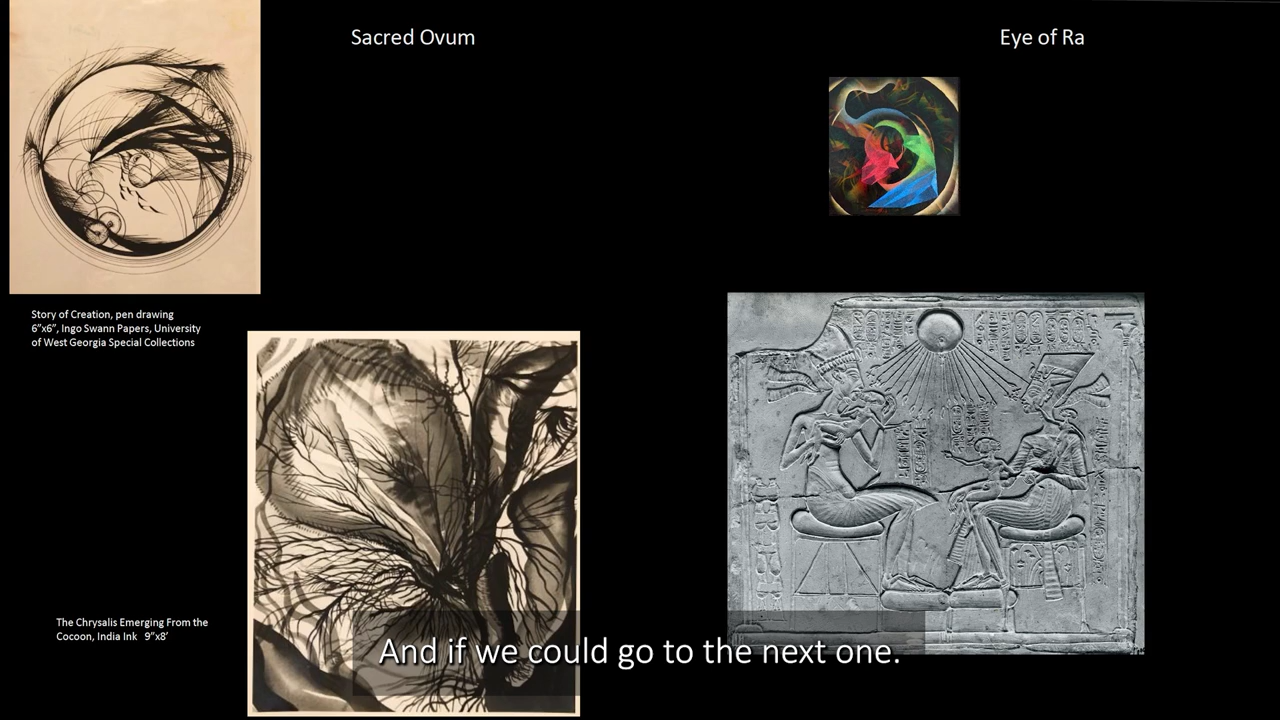 Sacred Ovum
Eye of Ra
Story of Creation, pen drawing
6”x6”, Ingo Swann Papers, University
of West Georgia Special Collections
The Chrysalis Emerging From the
Cocoon, India Ink 9”x8’
And if we could go to the next one.